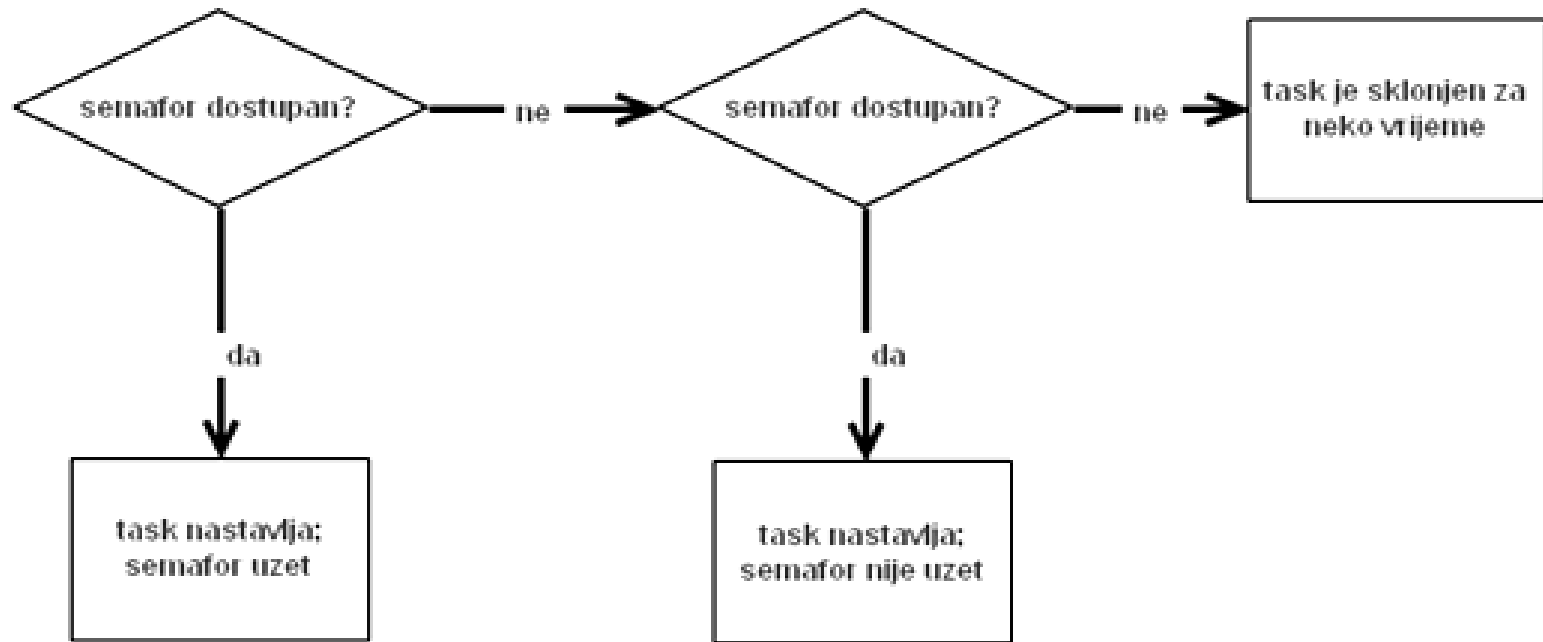 semafor dostupan?
ne
semafor dostupan?
ne
task je sklonjen za
neko vrijeme
da
da
task nastavlja;
semafor uzet
task nastavlja;
semafor nije uzet